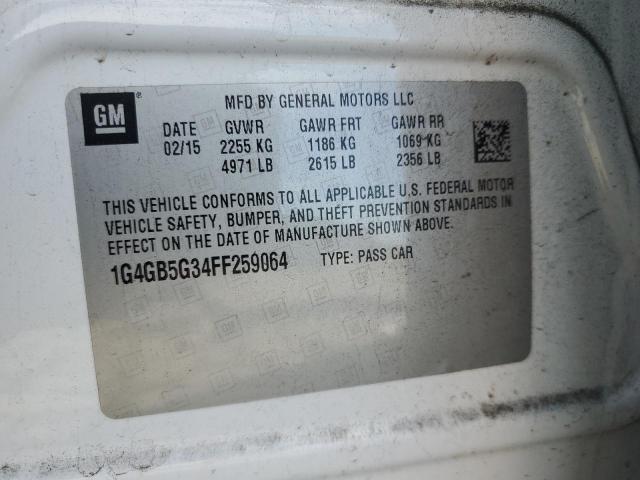 GM ® MFD BY GENERAL MOTORS LLC
DATE GVWR GAWR FRT GAWR RR
02/15 2255 KG 1186 KG 1069 KG
4971 LB 2615 LB 2356 LB
THIS VEHICLE CONFORMS TO ALL APPLICABLE U.S. FEDERAL MOTOR
VEHICLE SAFETY, BUMPER, AND THEFT PREVENTION STANDARDS IN
EFFECT ON THE DATE OF MANUFACTURE SHOWN ABOVE.
1G4GB5G34FF259064 TYPE: PASS CAR